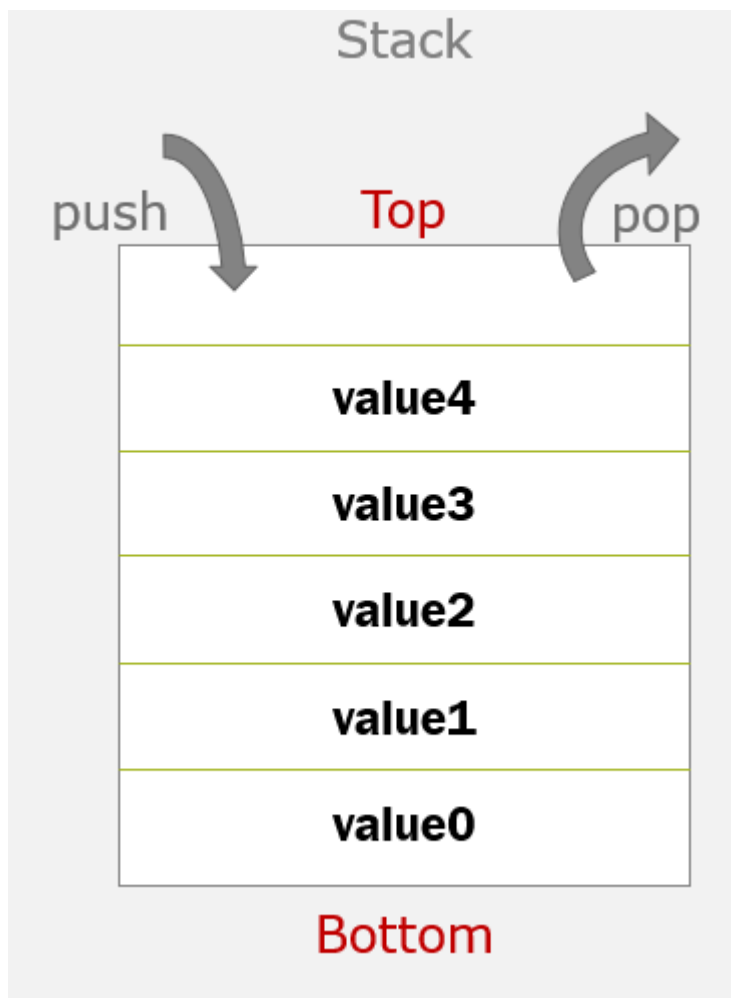 Stack
push
Top
pop
value4
value3
value2
value1
value0
Bottom